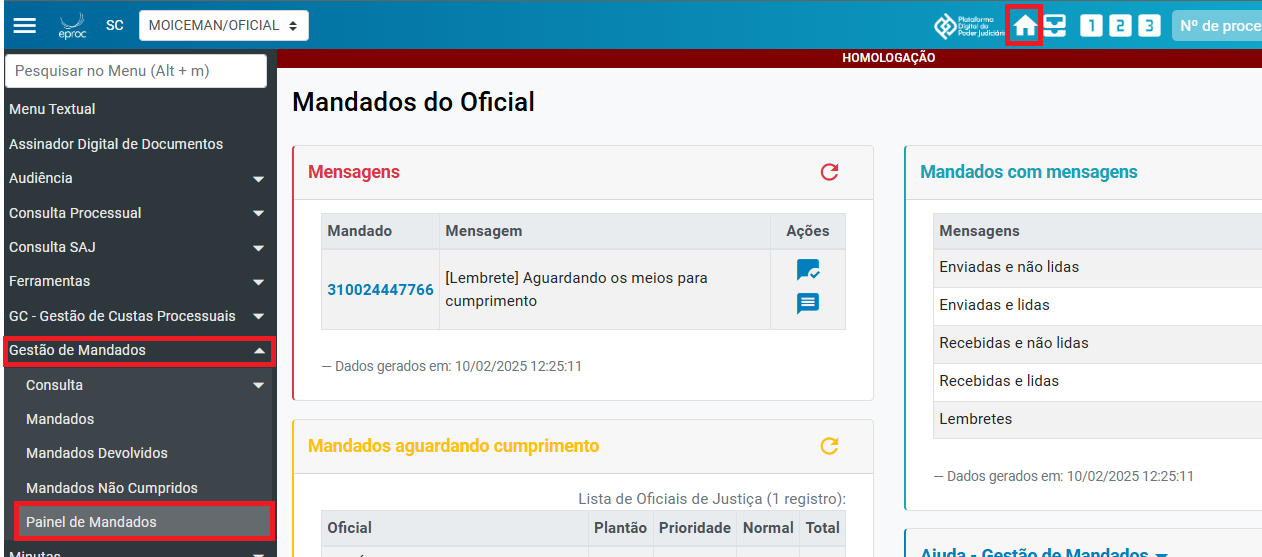 eproc
SC
MOICEMAN/OFICIAL
Plataforma
Digital do
Poder Judiciári
1 2 3
Nº de proce
HOMOLOGAÇÃO
Pesquisar no Menu (Alt + m)
Menu Textual
Assinador Digital de Documentos
Audiência
Consulta Processual
Consulta SAJ
Ferramentas
GC - Gestão de Custas Processuais
Gestão de Mandados
Consulta
Mandados
Mandados Devolvidos
Mandados Não Cumpridos
Painel de Mandados
Minutas
Mandados do Oficial
Mensagens
Mandado Mensagem Ações
310024447766 [Lembrete] Aguardando os meios para
cumprimento
— Dados gerados em: 10/02/2025 12:25:11
Mandados aguardando cumprimento
Lista de Oficiais de Justiça (1 registro):
Oficial Plantão Prioridade Normal Total
Mandados com mensagens
Mensagens
Enviadas e não lidas
Enviadas e lidas
Recebidas e não lidas
Recebidas e lidas
Lembretes
— Dados gerados em: 10/02/2025 12:25:11
Ajuda - Gestão de Mandados